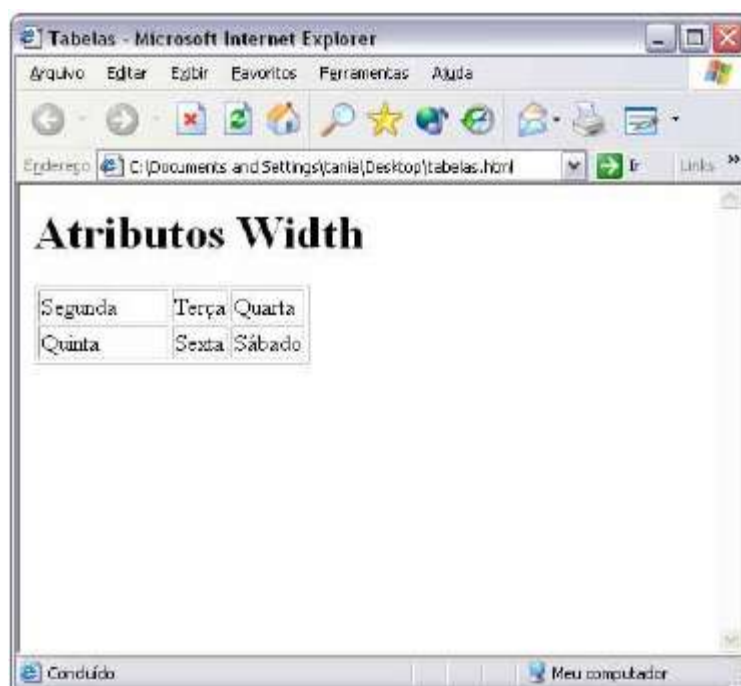 Tabelas - Microsoft Internet Explorer
Arquivo Editar Exibir Favoritos Ferramentas Ajuda
Endereço C:\Documents and Settings\tania\Desktop\tabelas.html Ir Links »
Atributos Width
Segunda Terça Quarta
Quinta Sexta Sábado
Concluído Meu computador